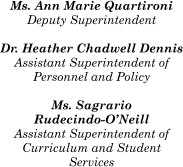 Ms. Ann Marie Quartironi
Deputy Superintendent
Dr. Heather Chadwell Dennis
Assistant Superintendent of
Personnel and Policy
Ms. Sagrario
Rudecindo-O'Neill
Assistant Superintendent of
Curriculum and Student
Services